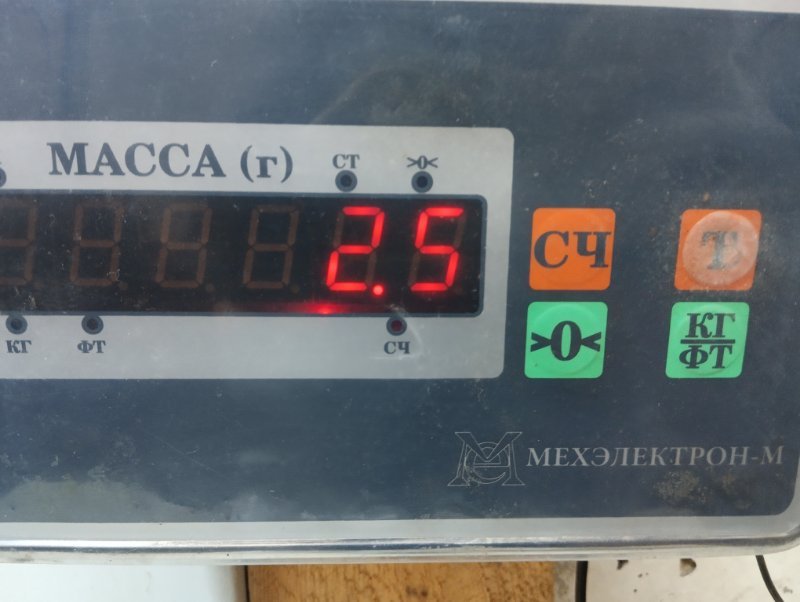 МАССА (г) СТ >0<
2.5
КГ ФТ СЧ
СЧ Т
>0< КГ
ФТ
МЕХЭЛЕКТРОН-М